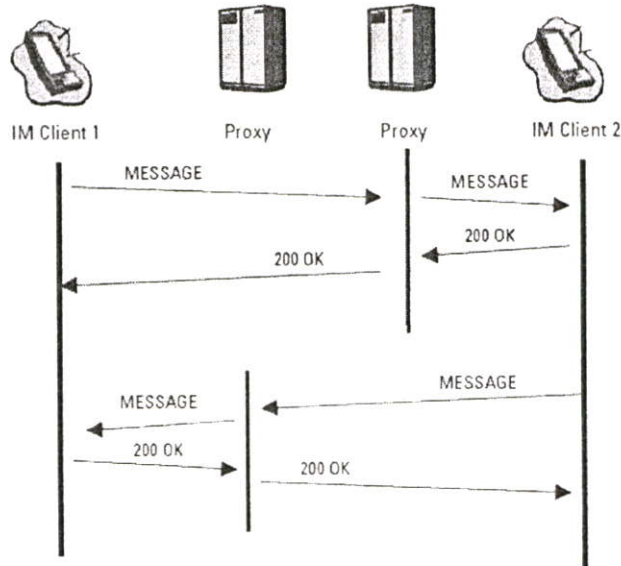 IM Client 1
Proxy
Proxy
IM Client 2
MESSAGE
MESSAGE
200 OK
200 OK
MESSAGE
MESSAGE
200 OK
200 OK